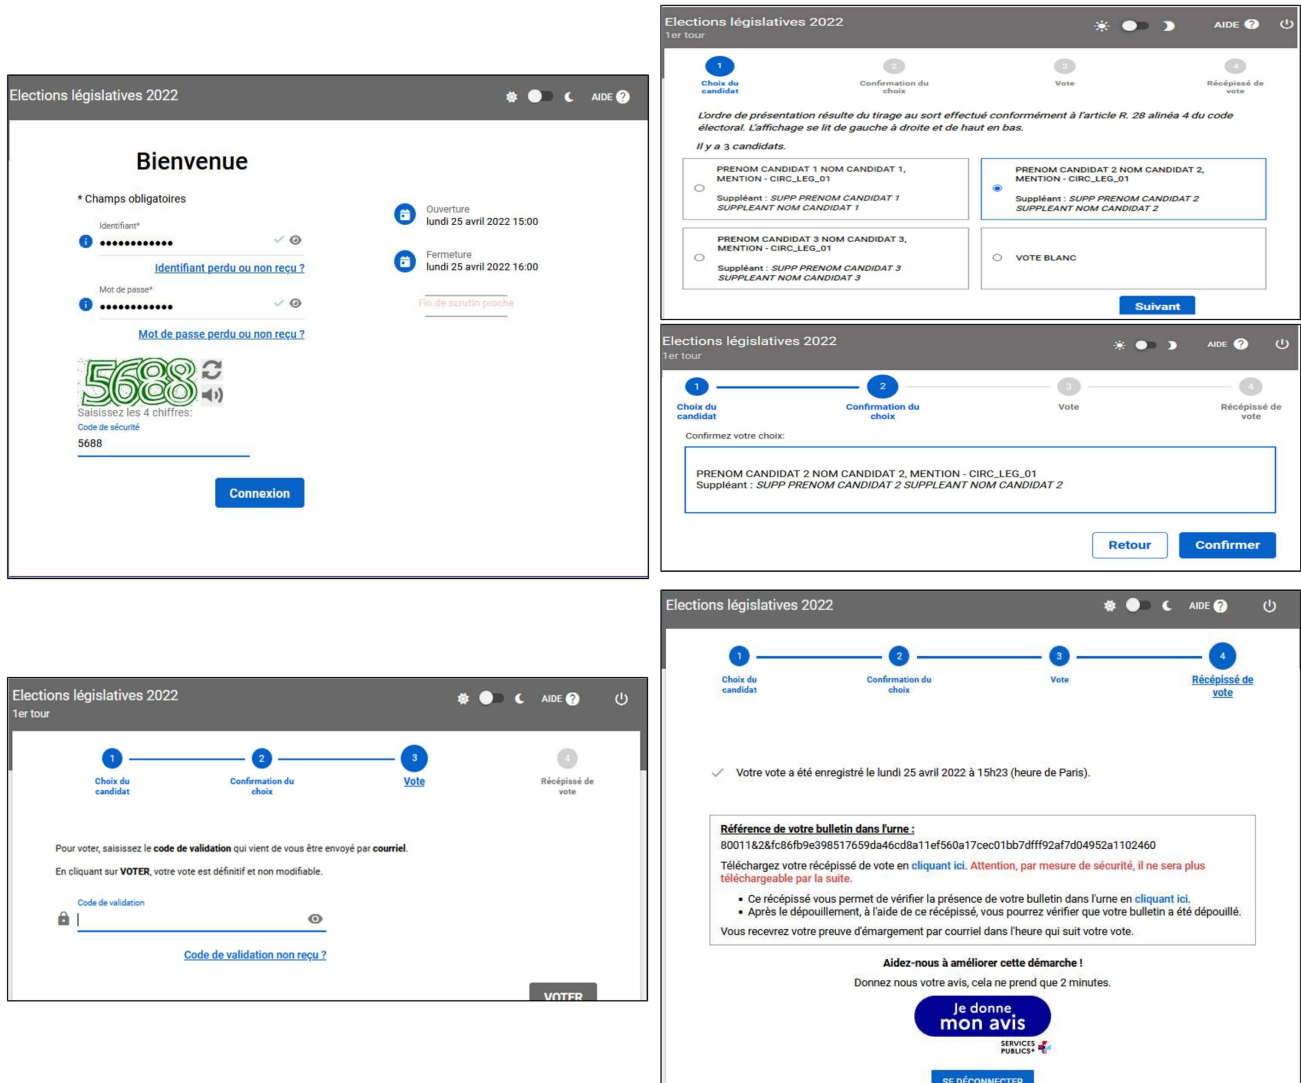 Elections législatives 2022
AIDE ?
Bienvenue
* Champs obligatoires
Identifiant*
••••••••••••
Identifiant perdu ou non reçu ?
Mot de passe*
••••••••••••
Mot de passe perdu ou non reçu ?
5688
Saisissez les 4 chiffres:
Code de sécurité
5688
Connexion
Ouverture
lundi 25 avril 2022 15:00
Fermeture
lundi 25 avril 2022 16:00
Fin de scrutin proche
Elections législatives 2022
1er tour
AIDE ?
1 2 3 4
Choix du candidat
Confirmation du choix
Vote
Récépissé de vote
L'ordre de présentation résulte du tirage au sort effectué conformément à l'article R. 28 alinéa 4 du code
électoral. L'affichage se lit de gauche à droite et de haut en bas.
Il y a 3 candidats.
PRENOM CANDIDAT 1 NOM CANDIDAT 1,
MENTION - CIRC_LEG_01
Suppléant : SUPP PRENOM CANDIDAT 1
SUPPLEANT NOM CANDIDAT 1
PRENOM CANDIDAT 2 NOM CANDIDAT 2,
MENTION - CIRC_LEG_01
Suppléant : SUPP PRENOM CANDIDAT 2
SUPPLEANT NOM CANDIDAT 2
PRENOM CANDIDAT 3 NOM CANDIDAT 3,
MENTION - CIRC_LEG_01
Suppléant : SUPP PRENOM CANDIDAT 3
SUPPLEANT NOM CANDIDAT 3
VOTE BLANC
Suivant
Elections législatives 2022
1er tour
AIDE ?
1 2 3 4
Choix du candidat
Confirmation du choix
Vote
Récépissé de vote
Confirmez votre choix:
PRENOM CANDIDAT 2 NOM CANDIDAT 2, MENTION - CIRC_LEG_01
Suppléant : SUPP PRENOM CANDIDAT 2 SUPPLEANT NOM CANDIDAT 2
Retour
Confirmer
Elections législatives 2022
1er tour
AIDE ?
1 2 3 4
Choix du candidat
Confirmation du choix
Vote
Récépissé de vote
Pour voter, saisissez le code de validation qui vient de vous être envoyé par courriel.
En cliquant sur VOTER, votre vote est définitif et non modifiable.
Code de validation
Code de validation non reçu ?
VOTER
Elections législatives 2022
AIDE ?
1 2 3 4
Choix du candidat
Confirmation du choix
Vote
Récépissé de vote
Votre vote a été enregistré le lundi 25 avril 2022 à 15h23 (heure de Paris).
Référence de votre bulletin dans l'urne :
80011&2&fc86fb9e398517659da46cd8a11ef560a17cec01bb7dfff92af7d04952a1102460
Téléchargez votre récépissé de vote en cliquant ici. Attention, par mesure de sécurité, il ne sera plus
téléchargeable par la suite.
• Ce récépissé vous permet de vérifier la présence de votre bulletin dans l'urne en cliquant ici.
• Après le dépouillement, à l'aide de ce récépissé, vous pourrez vérifier que votre bulletin a été dépouillé.
Vous recevrez votre preuve d'émargement par courriel dans l'heure qui suit votre vote.
Aidez-nous à améliorer cette démarche !
Donnez nous votre avis, cela ne prend que 2 minutes.
Je donne
mon avis
SERVICES
PUBLICS+
SE DÉCONNECTER